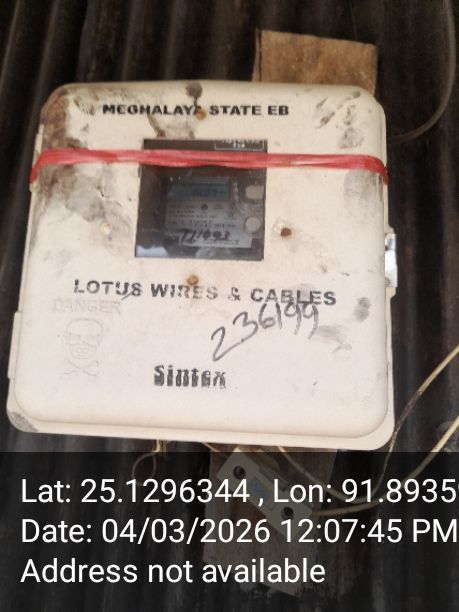 MEGHALAYA STATE EB
LOTUS WIRES & CABLES
DANGER
236199
Sintex
Lat: 25.1296344 , Lon: 91.8935
Date: 04/03/2026 12:07:45 PM
Address not available